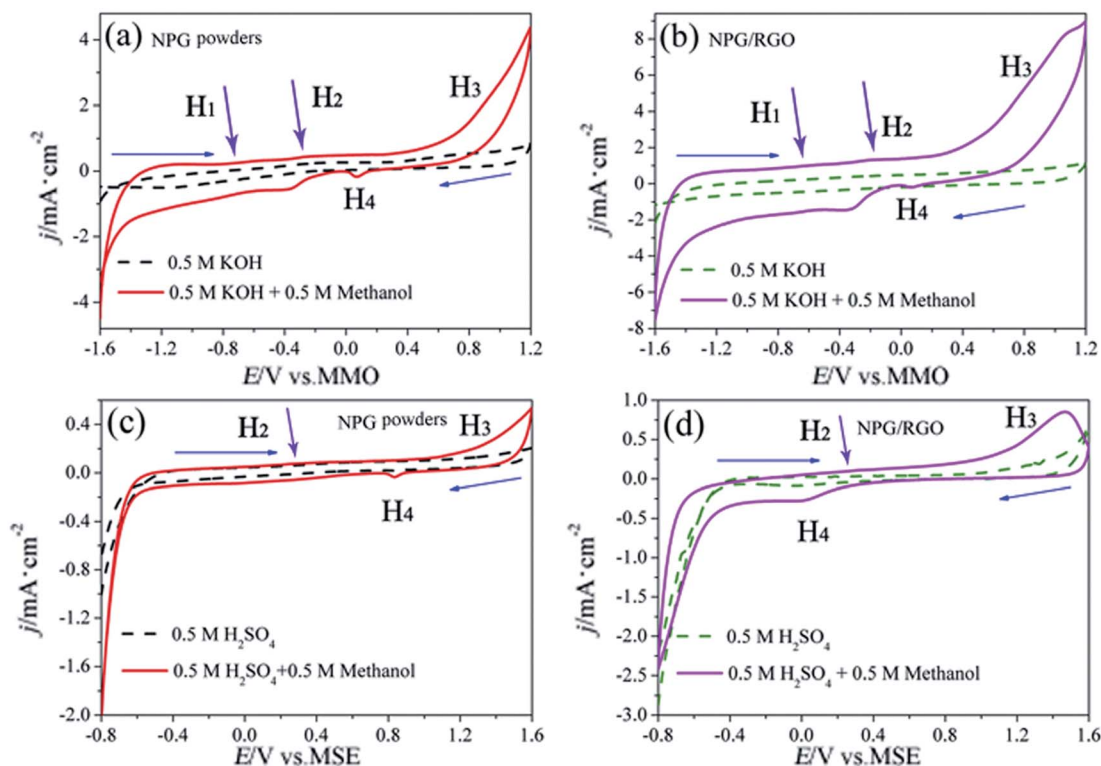 (a) NPG powders
H1
H2
H3
H4
0.5 M KOH
0.5 M KOH + 0.5 M Methanol
j/mA·cm-2
4
2
0
-2
-4
-1.6 -1.2 -0.8 -0.4 0.0 0.4 0.8 1.2
E/V vs.MMO
(b) NPG/RGO
H1
H2
H3
H4
0.5 M KOH
0.5 M KOH + 0.5 M Methanol
j/mA·cm-2
8
6
4
2
0
-2
-4
-6
-8
-1.6 -1.2 -0.8 -0.4 0.0 0.4 0.8 1.2
E/V vs.MMO
(c) NPG powders
H2
H3
H4
0.5 M H2SO4
0.5 M H2SO4+0.5 M Methanol
j/mA·cm-2
0.4
0.0
-0.4
-0.8
-1.2
-1.6
-2.0
-0.8 -0.4 0.0 0.4 0.8 1.2 1.6
E/V vs.MSE
(d) NPG/RGO
H2
H3
H4
0.5 M H2SO4
0.5 M H2SO4 + 0.5 M Methanol
j/mA·cm-2
1.0
0.5
0.0
-0.5
-1.0
-1.5
-2.0
-2.5
-3.0
-0.8 -0.4 0.0 0.4 0.8 1.2 1.6
E/V vs.MSE